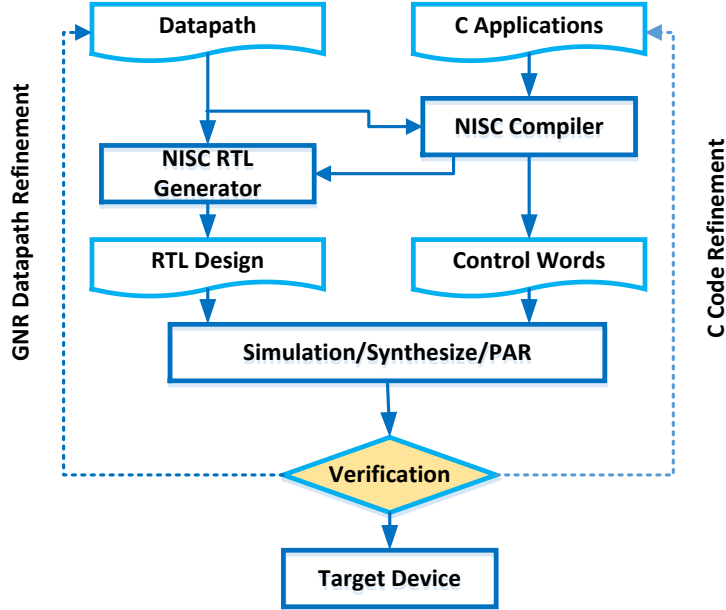 Datapath
C Applications
NISC Compiler
NISC RTL
Generator
RTL Design
Control Words
Simulation/Synthesize/PAR
Verification
Target Device
GNR Datapath Refinement
C Code Refinement